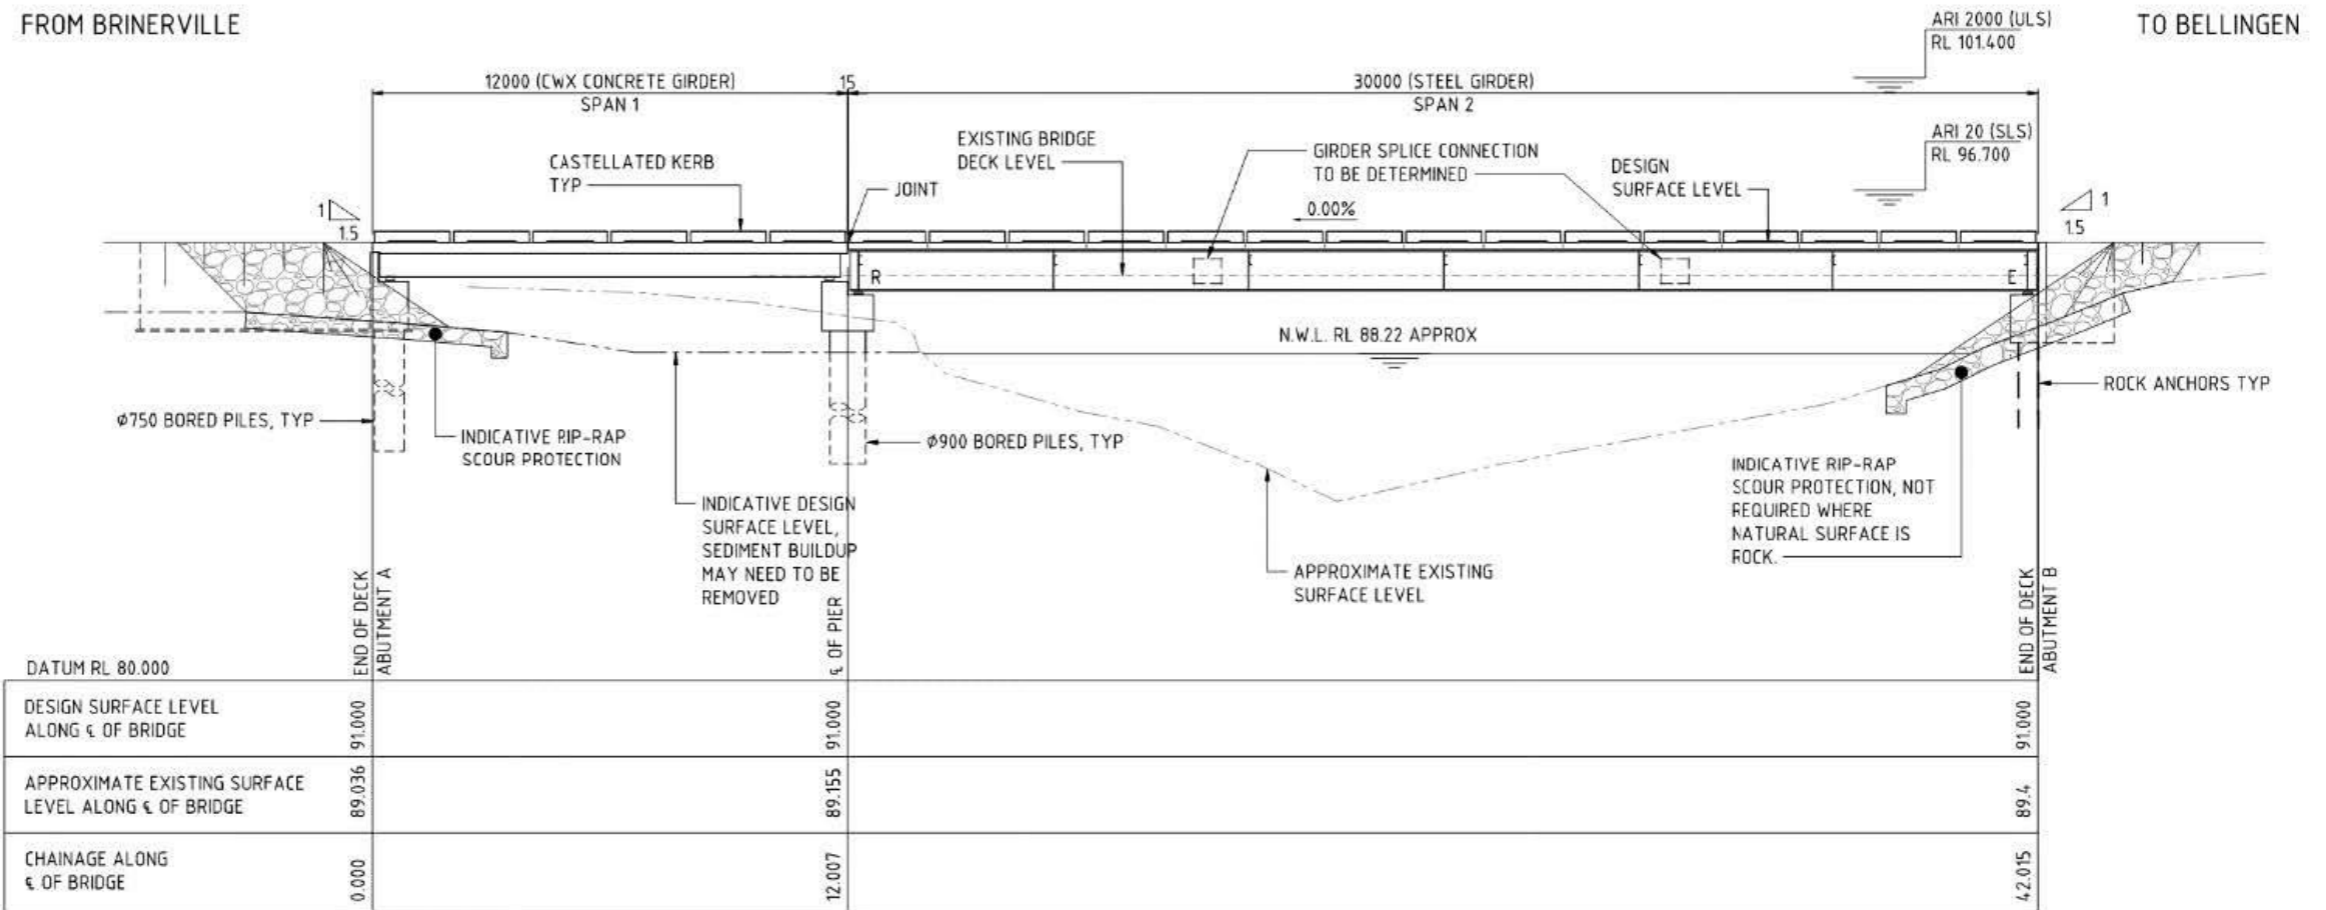 FROM BRINERVILLE
TO BELLINGEN
ARI 2000 (ULS)
RL 101.400
12000 (CWX CONCRETE GIRDER)
SPAN 1
15
30000 (STEEL GIRDER)
SPAN 2
ARI 20 (SLS)
RL 96.700
CASTELLATED KERB
TYP
JOINT
EXISTING BRIDGE
DECK LEVEL
GIRDER SPLICE CONNECTION
TO BE DETERMINED
DESIGN
SURFACE LEVEL
0.00%
1
1.5
1
1.5
R
E
N.W.L. RL 88.22 APPROX
ROCK ANCHORS TYP
Ø750 BORED PILES, TYP
INDICATIVE RIP-RAP
SCOUR PROTECTION
Ø900 BORED PILES, TYP
INDICATIVE DESIGN
SURFACE LEVEL,
SEDIMENT BUILDUP
MAY NEED TO BE
REMOVED
INDICATIVE RIP-RAP
SCOUR PROTECTION, NOT
REQUIRED WHERE
NATURAL SURFACE IS
ROCK.
APPROXIMATE EXISTING
SURFACE LEVEL
END OF DECK
ABUTMENT A
℄ OF PIER
END OF DECK
ABUTMENT B
DATUM RL 80.000
DESIGN SURFACE LEVEL
ALONG ℄ OF BRIDGE
91.000
91.000
91.000
APPROXIMATE EXISTING SURFACE
LEVEL ALONG ℄ OF BRIDGE
89.036
89.155
89.4
CHAINAGE ALONG
℄ OF BRIDGE
0.000
12.007
42.015